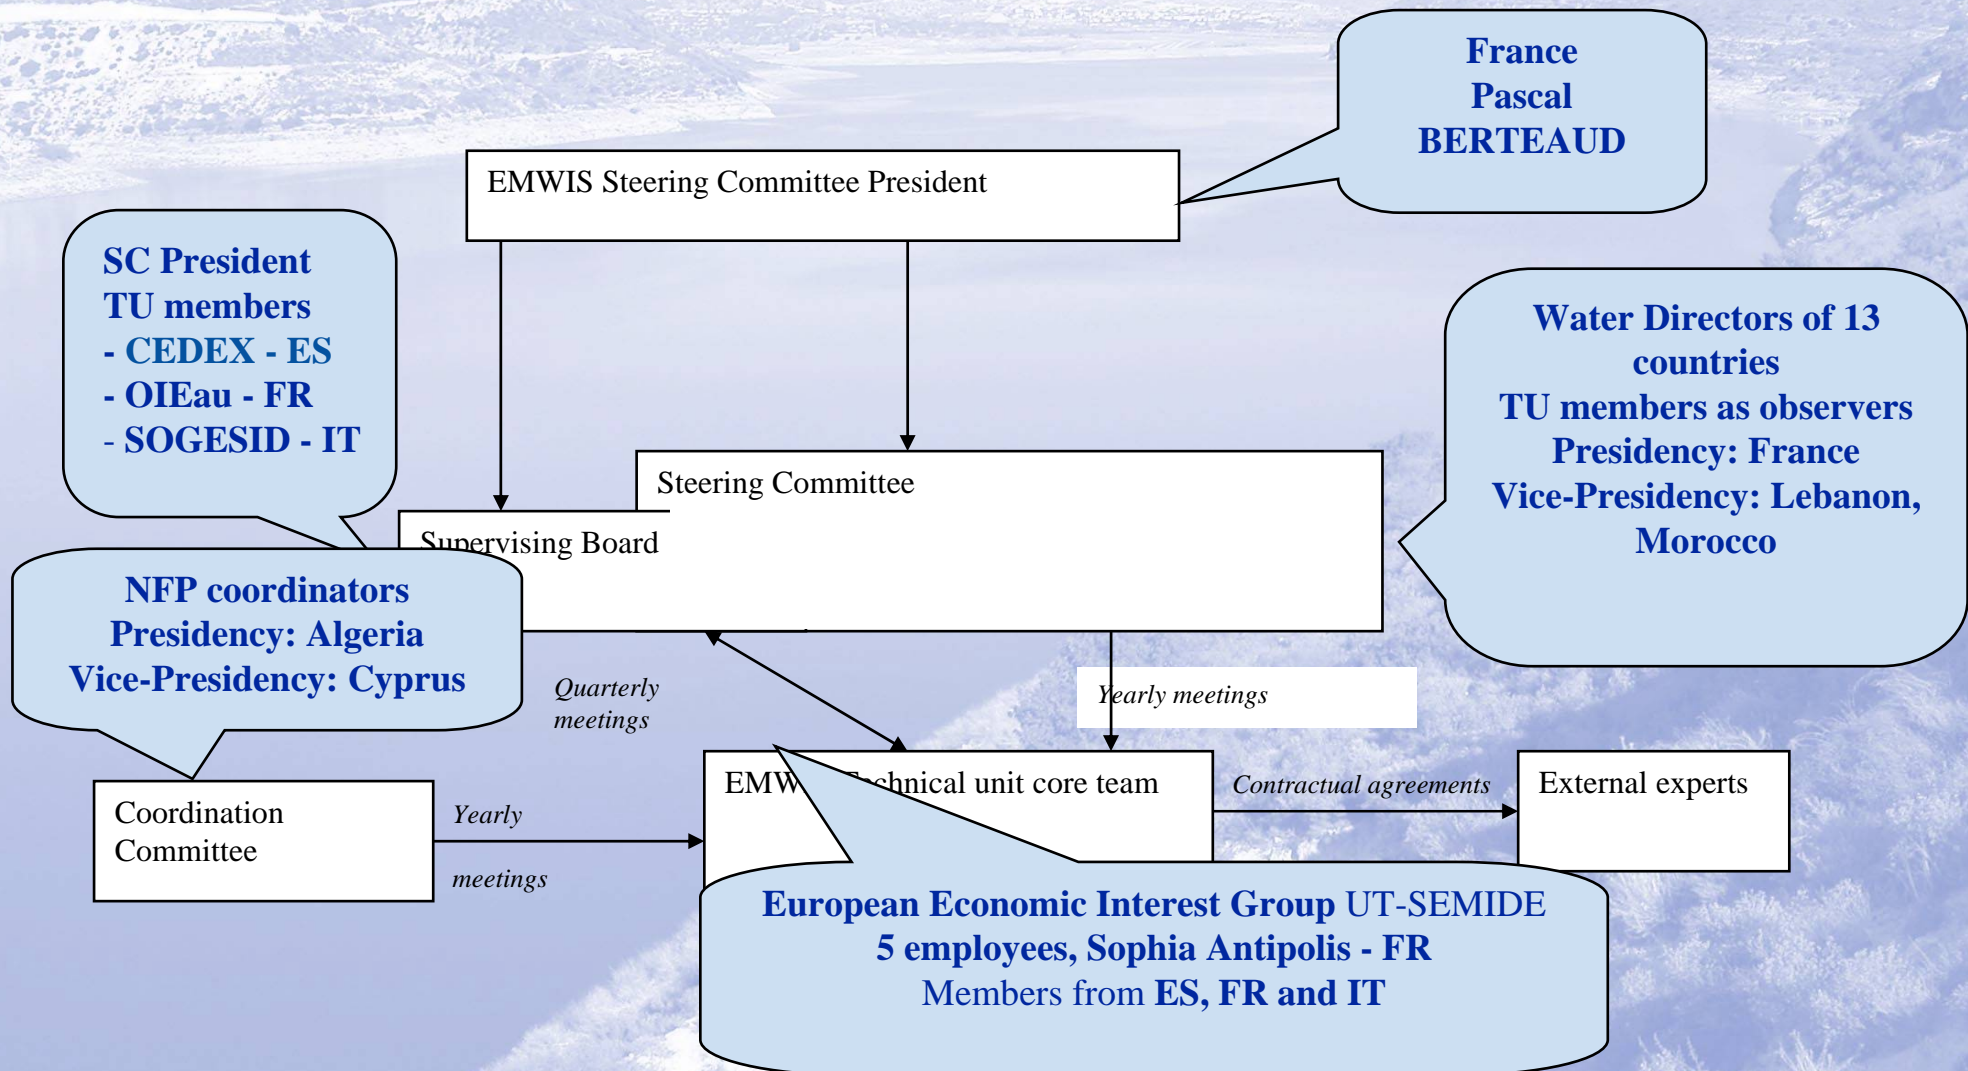 France
Pascal
BERTEAUD
EMWIS Steering Committee President
SC President
TU members
- CEDEX - ES
- OIEau - FR
- SOGESID - IT
Water Directors of 13
countries
TU members as observers
Presidency: France
Vice-Presidency: Lebanon,
Morocco
Steering Committee
Supervising Board
NFP coordinators
Presidency: Algeria
Vice-Presidency: Cyprus
Quarterly
meetings
Yearly meetings
Coordination
Committee
Yearly
meetings
Technical unit core team
Contractual agreements
External experts
European Economic Interest Group UT-SEMIDE
5 employees, Sophia Antipolis - FR
Members from ES, FR and IT